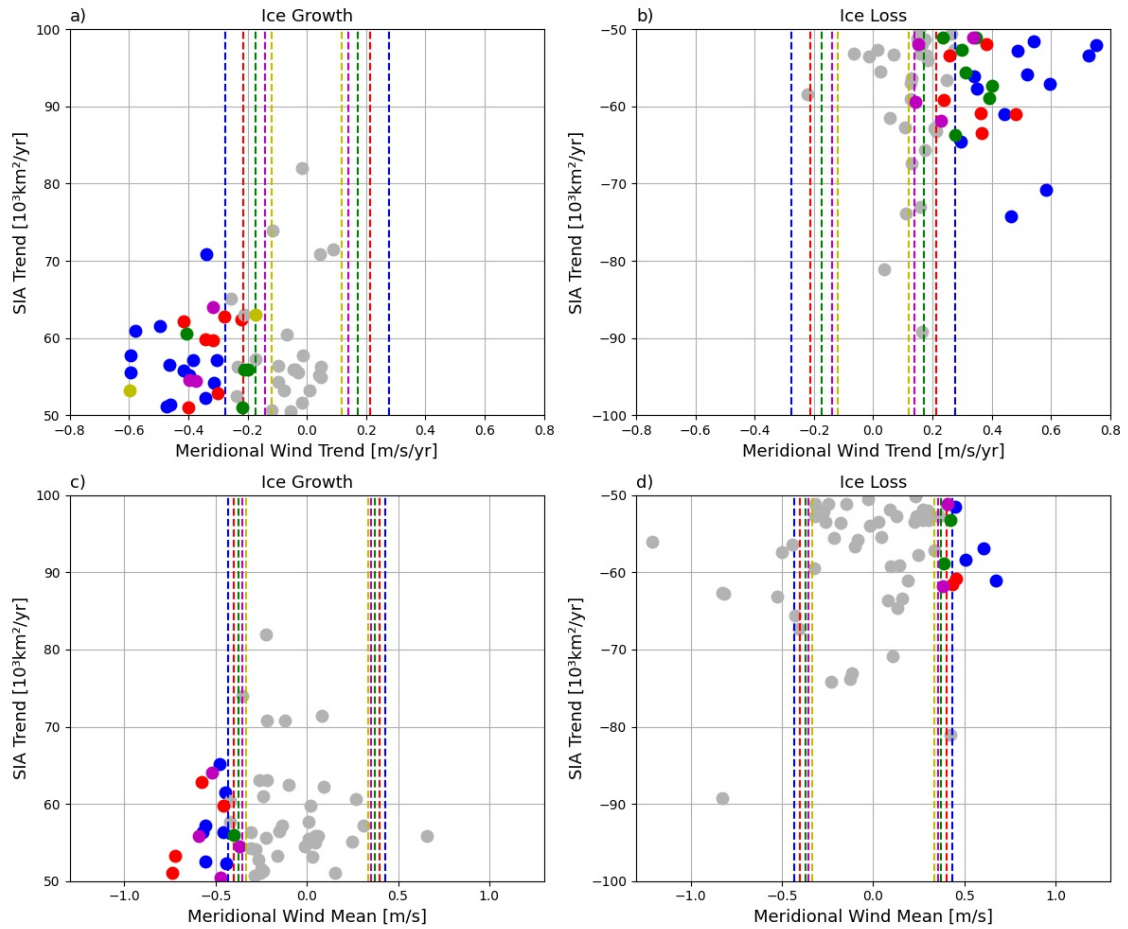 a) Ice Growth
100
90
80
70
60
50
SIA Trend [10³km²/yr]
−0.8 −0.6 −0.4 −0.2 0.0 0.2 0.4 0.6 0.8
Meridional Wind Trend [m/s/yr]
b) Ice Loss
−50
−60
−70
−80
−90
−100
SIA Trend [10³km²/yr]
−0.8 −0.6 −0.4 −0.2 0.0 0.2 0.4 0.6 0.8
Meridional Wind Trend [m/s/yr]
c) Ice Growth
100
90
80
70
60
50
SIA Trend [10³km²/yr]
−1.0 −0.5 0.0 0.5 1.0
Meridional Wind Mean [m/s]
d) Ice Loss
−50
−60
−70
−80
−90
−100
SIA Trend [10³km²/yr]
−1.0 −0.5 0.0 0.5 1.0
Meridional Wind Mean [m/s]